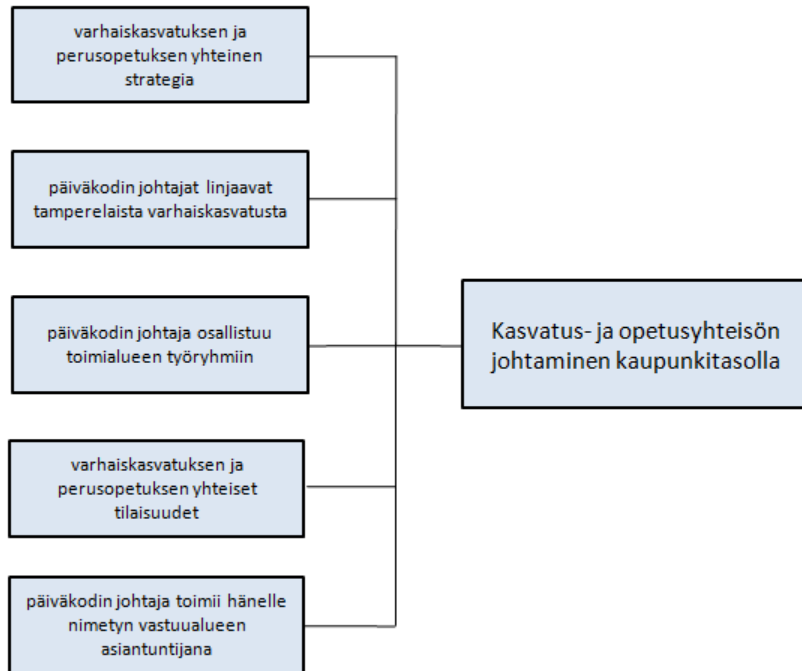 varhaiskasvatuksen ja
perusopetuksen yhteinen
strategia
päiväkodin johtajat linjaavat
tamperelaista varhaiskasvatusta
päiväkodin johtaja osallistuu
toimialueen työryhmiin
varhaiskasvatuksen ja
perusopetuksen yhteiset
tilaisuudet
päiväkodin johtaja toimii hänelle
nimetyn vastuualueen
asiantuntijana
Kasvatus- ja opetusyhteisön
johtaminen kaupunkitasolla